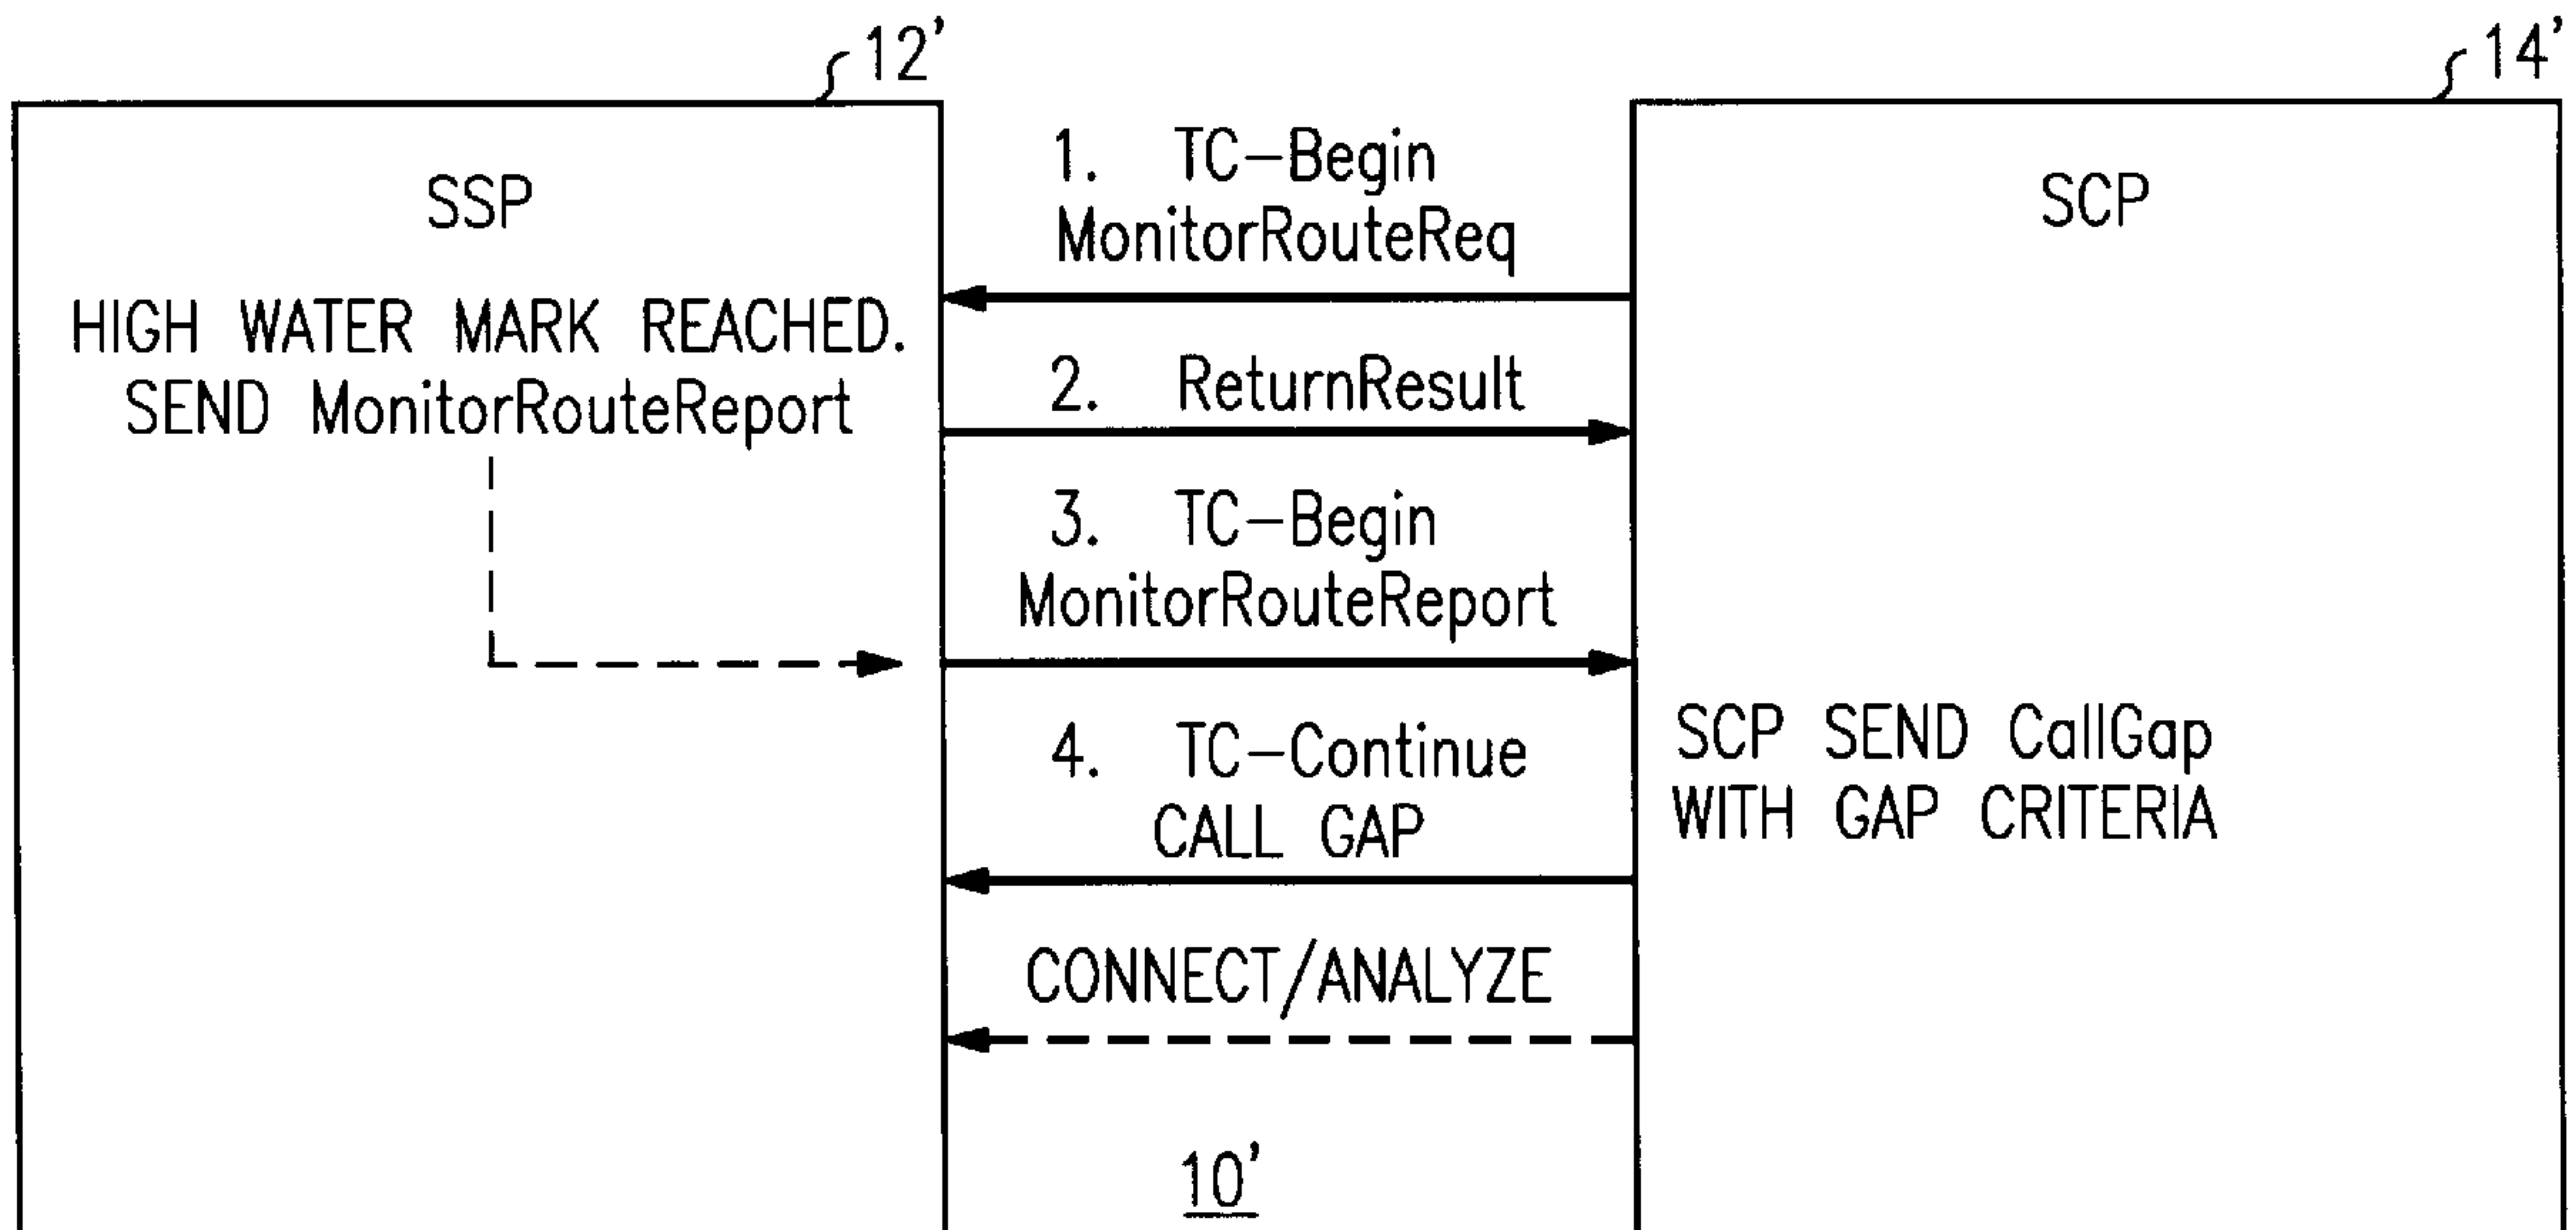 12'
14'
SSP
HIGH WATER MARK REACHED.
SEND MonitorRouteReport
1. TC-Begin
MonitorRouteReq
2. ReturnResult
3. TC-Begin
MonitorRouteReport
4. TC-Continue
CALL GAP
CONNECT/ANALYZE
10'
SCP
SCP SEND CallGap
WITH GAP CRITERIA